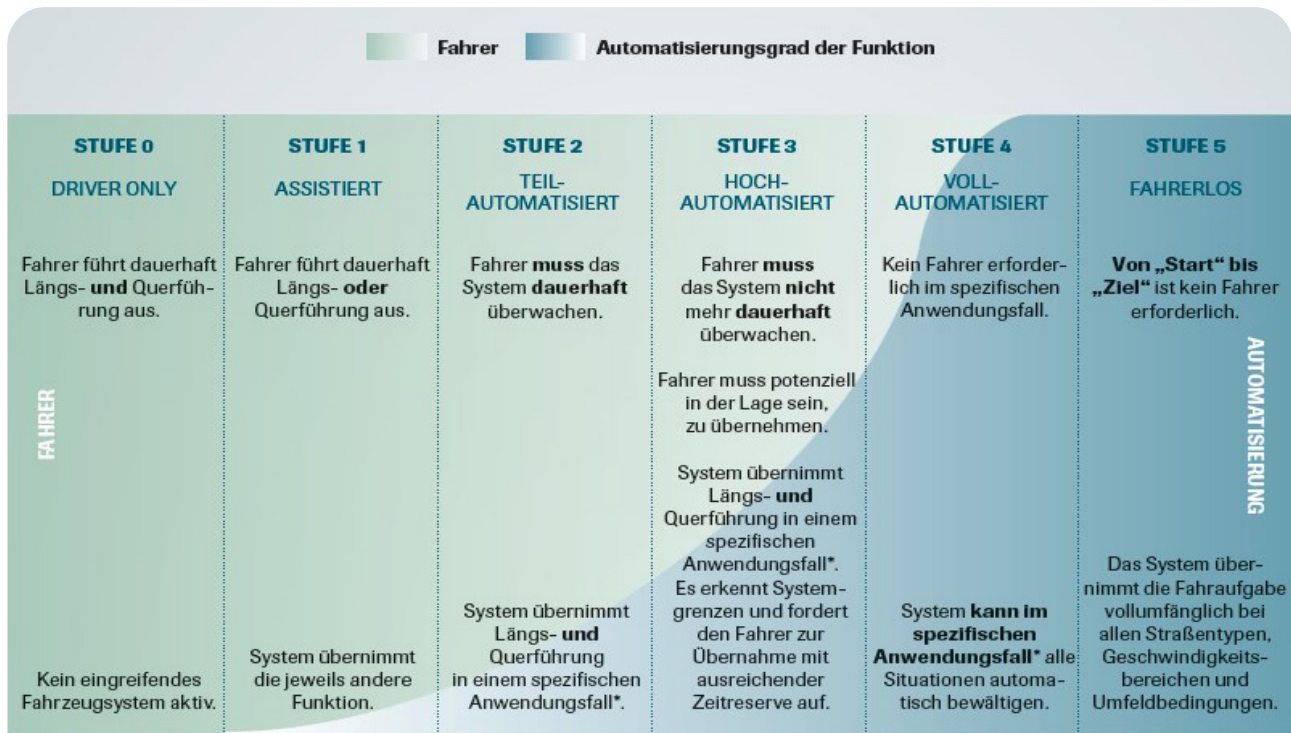 Fahrer
Automatisierungsgrad der Funktion
STUFE 0
DRIVER ONLY
Fahrer führt dauerhaft
Längs- und Querfüh-
rung aus.
Kein eingreifendes
Fahrzeugsystem aktiv.
FAHRER
STUFE 1
ASSISTIERT
Fahrer führt dauerhaft
Längs- oder
Querführung aus.
System übernimmt
die jeweils andere
Funktion.
STUFE 2
TEIL-
AUTOMATISIERT
Fahrer muss das
System dauerhaft
überwachen.
System übernimmt
Längs- und
Querführung
in einem spezifischen
Anwendungsfall*.
STUFE 3
HOCH-
AUTOMATISIERT
Fahrer muss
das System nicht
mehr dauerhaft
überwachen.
Fahrer muss potenziell
in der Lage sein,
zu übernehmen.
System übernimmt
Längs- und
Querführung in einem
spezifischen
Anwendungsfall*.
Es erkennt System-
grenzen und fordert
den Fahrer zur
Übernahme mit
ausreichender
Zeitreserve auf.
STUFE 4
VOLL-
AUTOMATISIERT
Kein Fahrer erforder-
lich im spezifischen
Anwendungsfall.
System kann im
spezifischen
Anwendungsfall* alle
Situationen automa-
tisch bewältigen.
STUFE 5
FAHRERLOS
Von „Start“ bis
„Ziel“ ist kein Fahrer
erforderlich.
Das System über-
nimmt die Fahraufgabe
vollumfänglich bei
allen Straßentypen,
Geschwindigkeits-
bereichen und
Umfeldbedingungen.
AUTOMATISIERUNG